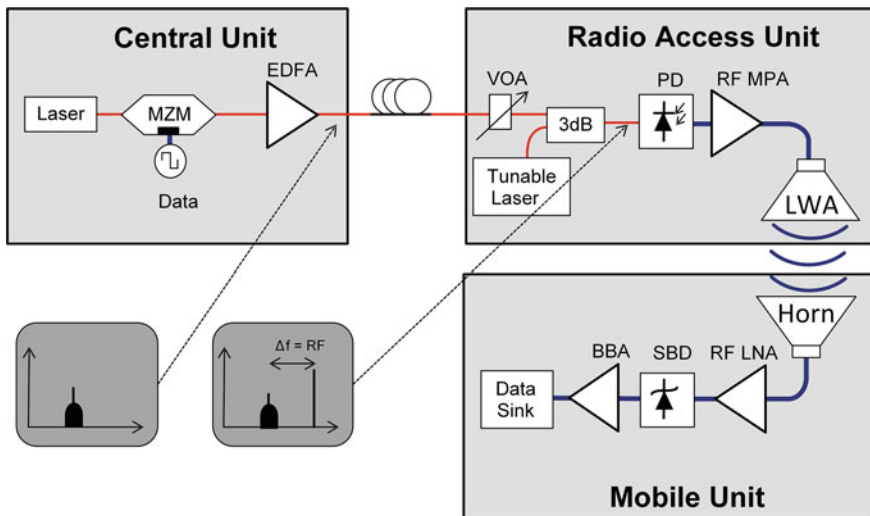 Central Unit
EDFA
Laser
MZM
Data
Radio Access Unit
VOA
PD
RF MPA
3dB
Tunable
Laser
LWA
Δf = RF
Horn
BBA
SBD
RF LNA
Data
Sink
Mobile Unit